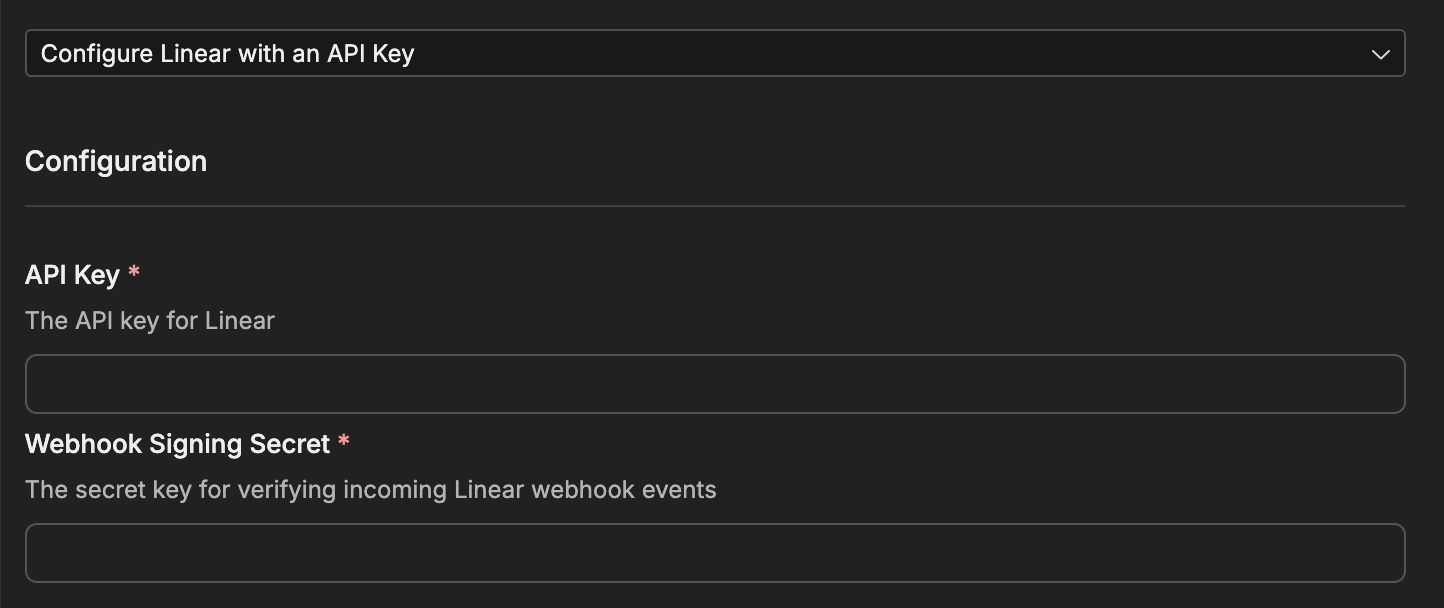 Configure Linear with an API Key
Configuration
API Key *
The API key for Linear
Webhook Signing Secret *
The secret key for verifying incoming Linear webhook events